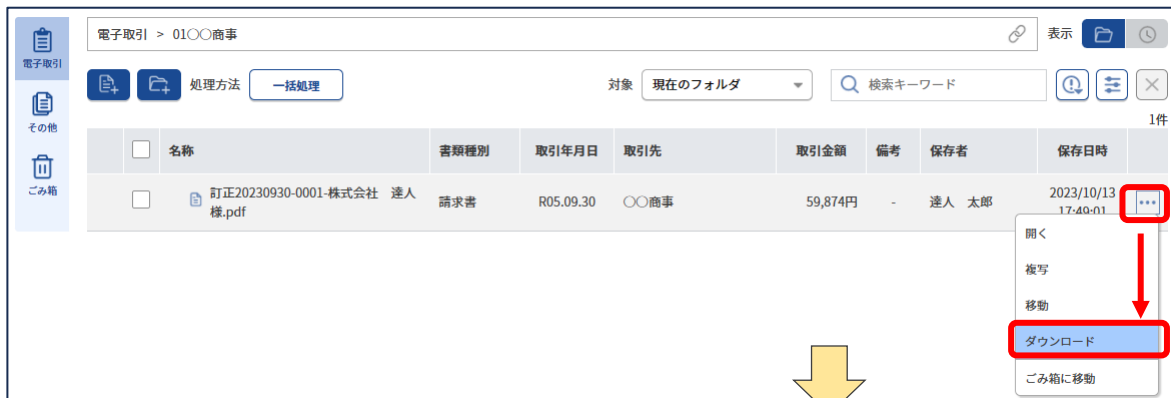 電子取引 > 01○○商事
表示
電子取引
処理方法
一括処理
対象
現在のフォルダ
検索キーワード
その他
1件
名称
書類種別
取引年月日
取引先
取引金額
備考
保存者
保存日時
ごみ箱
訂正20230930-0001-株式会社 達人
様.pdf
請求書
R05.09.30
○○商事
59,874円
-
達人 太郎
2023/10/13
17:49:01
開く
複写
移動
ダウンロード
ごみ箱に移動